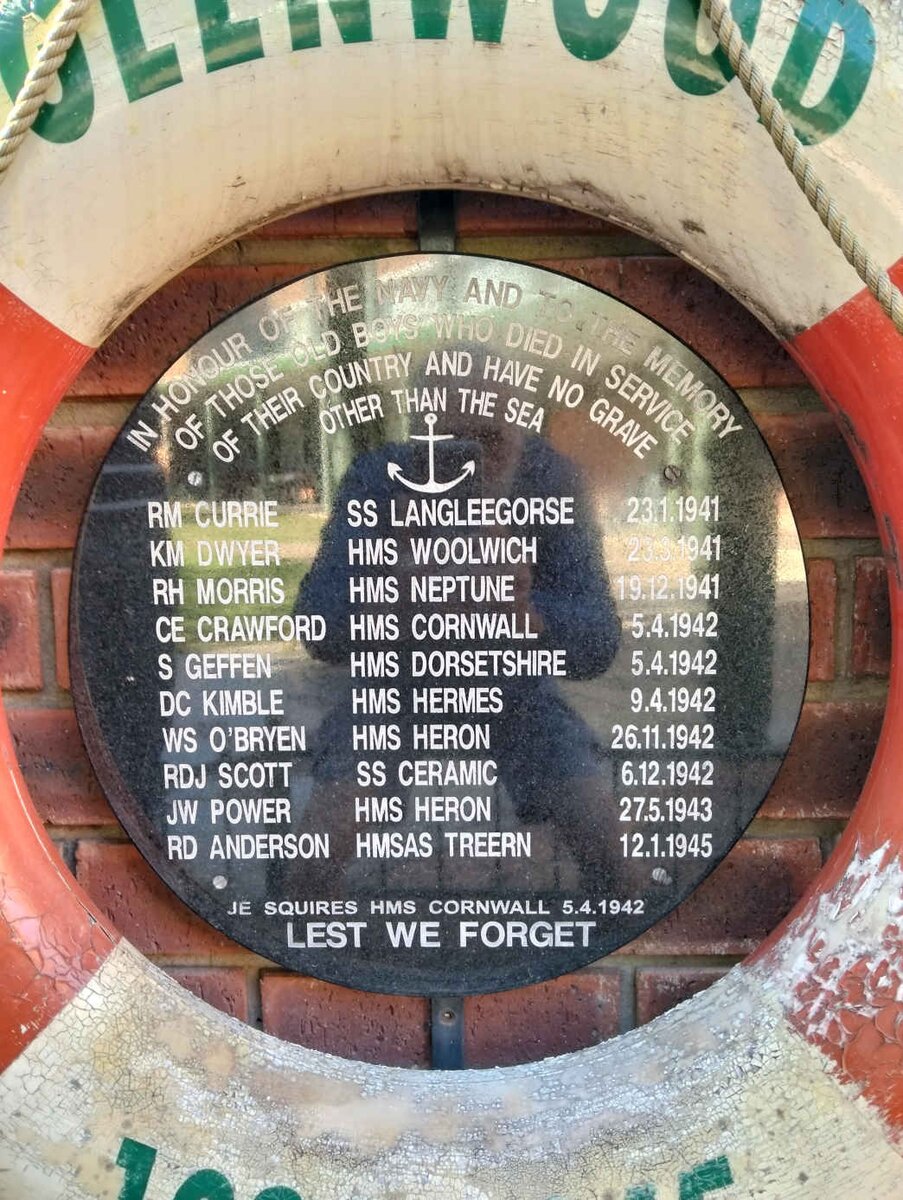 GLENWOOD
IN HONOUR OF THE NAVY AND TO THE MEMORY
OF THOSE OLD BOYS WHO DIED IN SERVICE
OF THEIR COUNTRY AND HAVE NO GRAVE
OTHER THAN THE SEA
RM CURRIE SS LANGLEEGORSE 23.1.1941
KM DWYER HMS WOOLWICH 23.3.1941
RH MORRIS HMS NEPTUNE 19.12.1941
CE CRAWFORD HMS CORNWALL 5.4.1942
S GEFFEN HMS DORSETSHIRE 5.4.1942
DC KIMBLE HMS HERMES 9.4.1942
WS O'BRYEN HMS HERON 26.11.1942
RDJ SCOTT SS CERAMIC 6.12.1942
JW POWER HMS HERON 27.5.1943
RD ANDERSON HMSAS TREERN 12.1.1945
JE SQUIRES HMS CORNWALL 5.4.1942
LEST WE FORGET